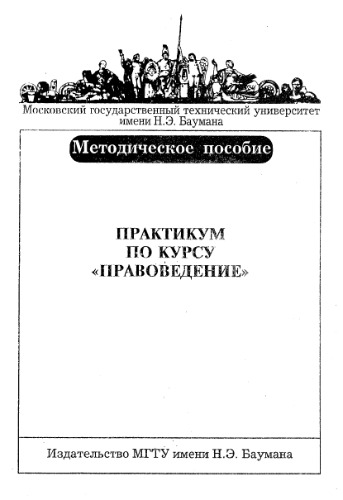 Московский государственный технический университет
имени Н.Э. Баумана
Методическое пособие
ПРАКТИКУМ
ПО КУРСУ
«ПРАВОВЕДЕНИЕ»
Издательство МГТУ имени Н.Э. Баумана